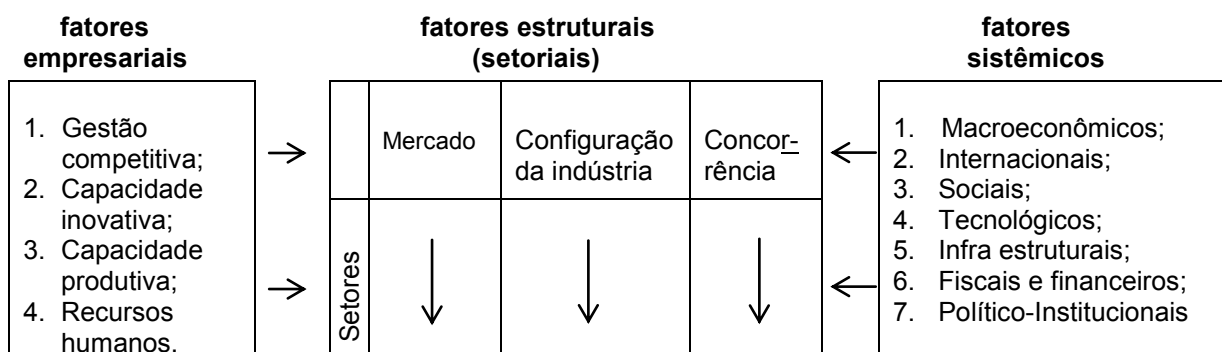 fatores
empresariais
1. Gestão
competitiva;
2. Capacidade
inovativa;
3. Capacidade
produtiva;
4. Recursos
humanos.
fatores estruturais
(setoriais)
Mercado
Configuração
da indústria
Concor-
rência
Setores
fatores
sistêmicos
1. Macroeconômicos;
2. Internacionais;
3. Sociais;
4. Tecnológicos;
5. Infra estruturais;
6. Fiscais e financeiros;
7. Político-Institucionais